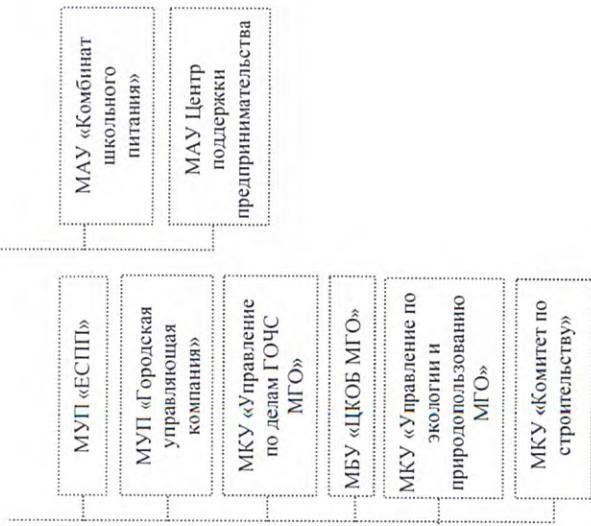 МАУ «Комбинат
школьного
питания»
МАУ Центр
поддержки
предпринимательства
МУП «ЕСПП»
МУП «Городская
управляющая
компания»
МКУ «Управление
по делам ГОЧС
МГО»
МБУ «ЦКОБ МГО»
МКУ «Управление по
экологии и
природопользованию
МГО»
МКУ «Комитет по
строительству»